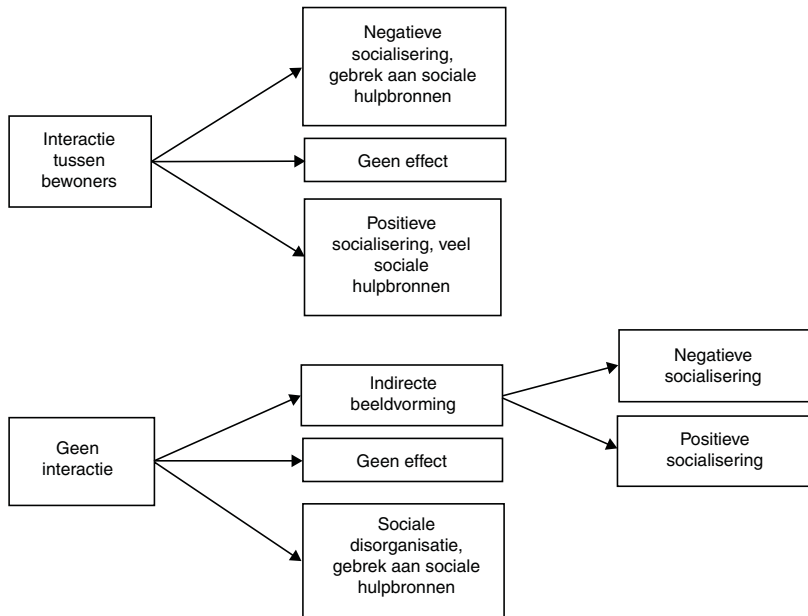 Negatieve
socialisering,
gebrek aan sociale
hulpbronnen
Interactie
tussen
bewoners
Geen effect
Positieve
socialisering, veel
sociale
hulpbronnen
Indirecte
beeldvorming
Negatieve
socialisering
Positieve
socialisering
Geen
interactie
Geen effect
Sociale
disorganisatie,
gebrek aan sociale
hulpbronnen